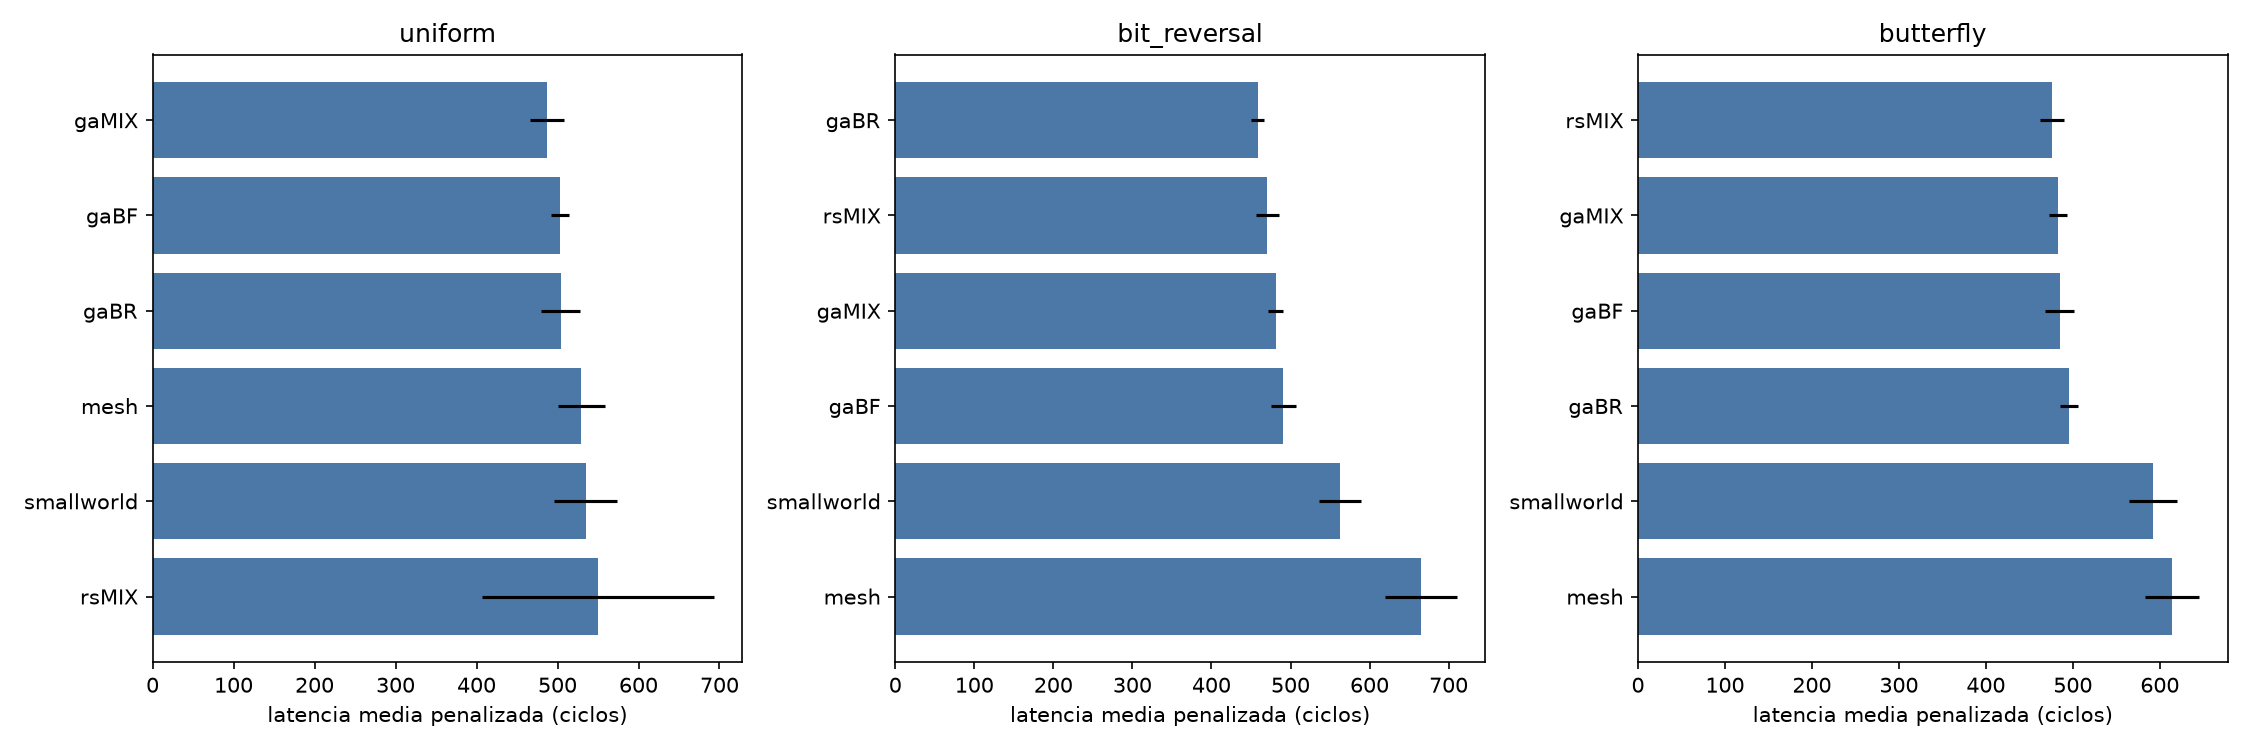 uniform
gaMIX
gaBF
gaBR
mesh
smallworld
rsMIX
0 100 200 300 400 500 600 700
latencia media penalizada (ciclos)
bit_reversal
gaBR
rsMIX
gaMIX
gaBF
smallworld
mesh
0 100 200 300 400 500 600 700
latencia media penalizada (ciclos)
butterfly
rsMIX
gaMIX
gaBF
gaBR
smallworld
mesh
0 100 200 300 400 500 600
latencia media penalizada (ciclos)